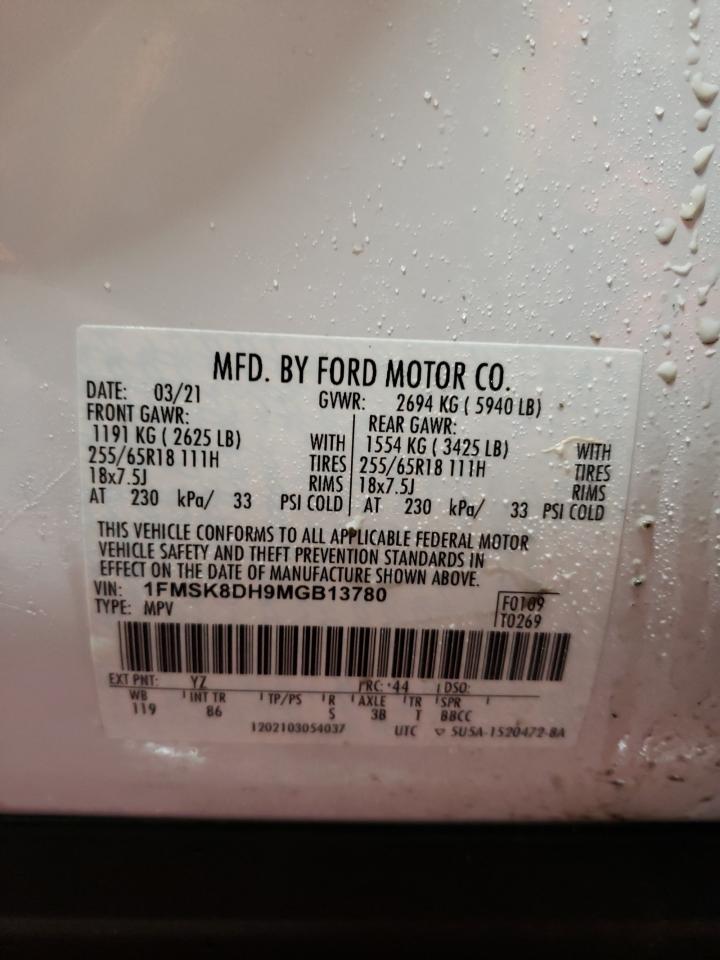 MFD. BY FORD MOTOR CO.
DATE: 03/21 GVWR: 2694 KG ( 5940 LB)
FRONT GAWR: REAR GAWR:
1191 KG ( 2625 LB) WITH 1554 KG ( 3425 LB) WITH
255/65R18 111H TIRES 255/65R18 111H TIRES
18x7.5J RIMS 18x7.5J RIMS
AT 230 kPa/ 33 PSI COLD AT 230 kPa/ 33 PSI COLD
THIS VEHICLE CONFORMS TO ALL APPLICABLE FEDERAL MOTOR
VEHICLE SAFETY AND THEFT PREVENTION STANDARDS IN
EFFECT ON THE DATE OF MANUFACTURE SHOWN ABOVE.
VIN: 1FMSK8DH9MGB13780
TYPE: MPV
F0109
T0269
EXT PNT: YZ PRC: 44 DSO:
WB INT TR TP/PS R AXLE TR SPR
119 86 S 3B T BBCC
1202103054037 UTC ▽ 5U5A-1520472-8A